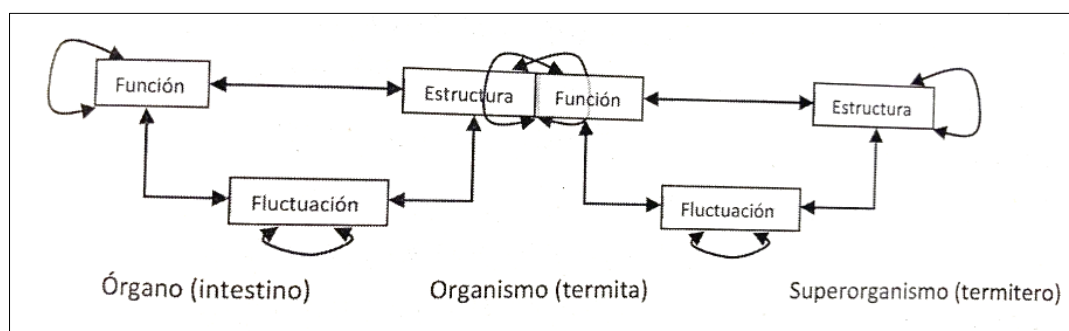 Función
Estructura
Función
Estructura
Fluctuación
Fluctuación
Órgano (intestino)
Organismo (termita)
Superorganismo (termitero)